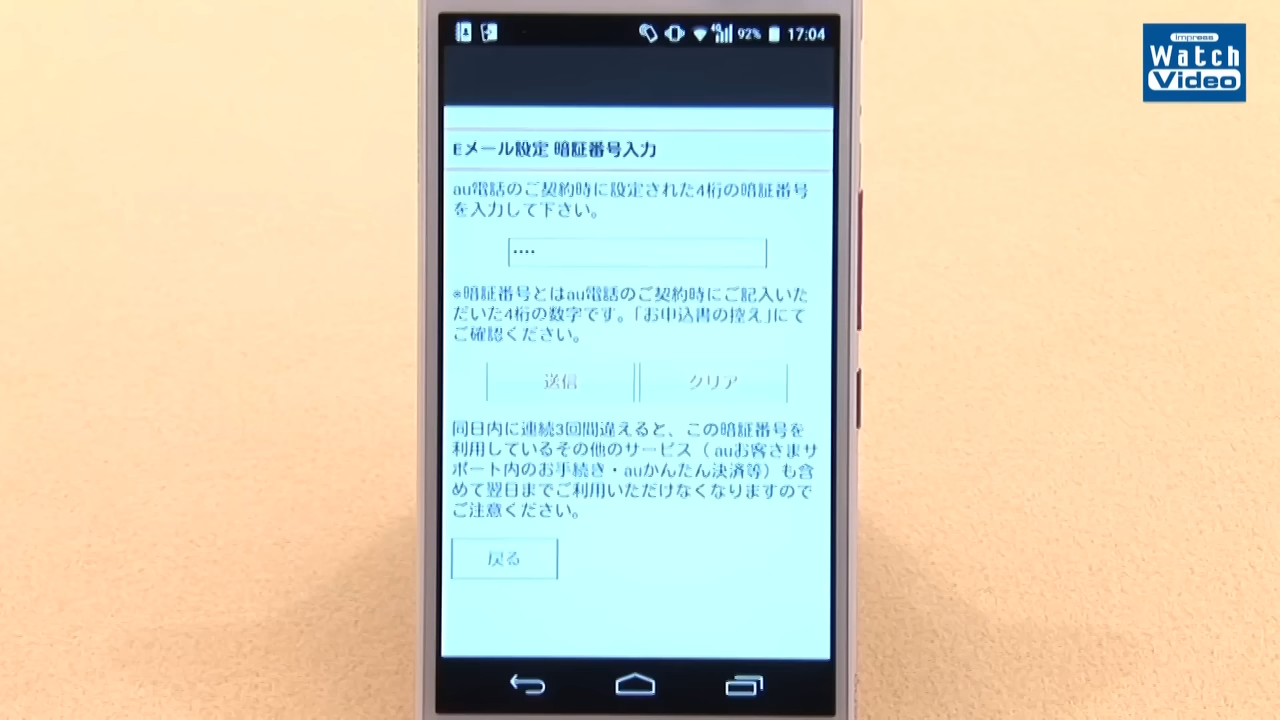 4G 92% 17:04
impress
Watch
Video
Eメール設定 暗証番号入力
au電話のご契約時に設定された4桁の暗証番号
を入力して下さい。
････
※暗証番号とはau電話のご契約時にご記入いた
だいた4桁の数字です。「お申込書の控え」にて
ご確認ください。
送信 クリア
同日内に連続3回間違えると、この暗証番号を
利用しているその他のサービス（auお客さまサ
ポート内のお手続き・auかんたん決済等）も含
めて翌日までご利用いただけなくなりますので
ご注意ください。
戻る